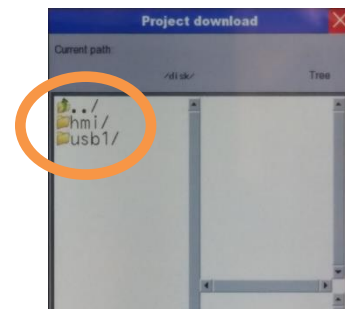 Project download
Current path:
/disk/ Tree
../
hmi/
usb1/